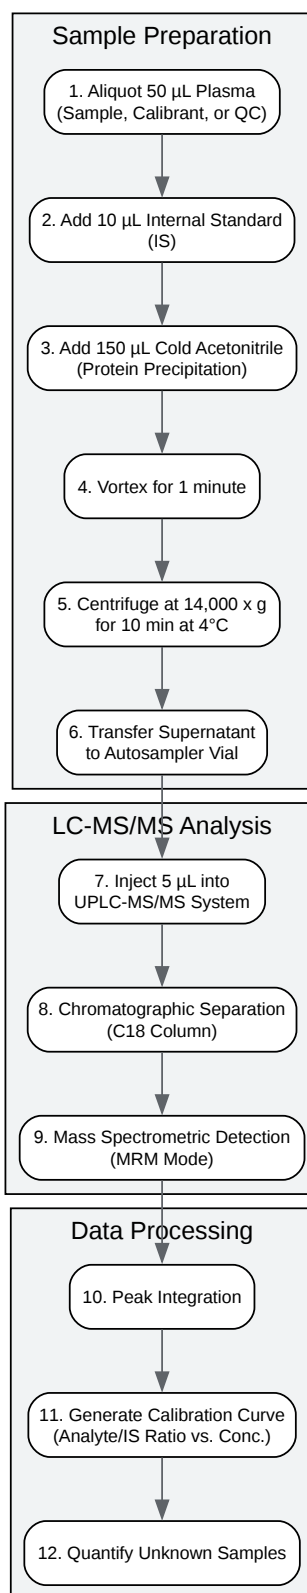 Sample Preparation
1. Aliquot 50 µL Plasma
(Sample, Calibrant, or QC)
2. Add 10 µL Internal Standard
(IS)
3. Add 150 µL Cold Acetonitrile
(Protein Precipitation)
4. Vortex for 1 minute
5. Centrifuge at 14,000 x g
for 10 min at 4°C
6. Transfer Supernatant
to Autosampler Vial
LC-MS/MS Analysis
7. Inject 5 µL into
UPLC-MS/MS System
8. Chromatographic Separation
(C18 Column)
9. Mass Spectrometric Detection
(MRM Mode)
Data Processing
10. Peak Integration
11. Generate Calibration Curve
(Analyte/IS Ratio vs. Conc.)
12. Quantify Unknown Samples